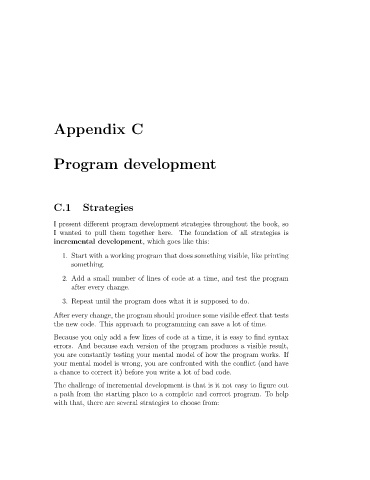 Appendix C
Program development
C.1 Strategies
I present different program development strategies throughout the book, so
I wanted to pull them together here. The foundation of all strategies is
incremental development, which goes like this:
1. Start with a working program that does something visible, like printing
something.
2. Add a small number of lines of code at a time, and test the program
after every change.
3. Repeat until the program does what it is supposed to do.
After every change, the program should produce some visible effect that tests
the new code. This approach to programming can save a lot of time.
Because you only add a few lines of code at a time, it is easy to find syntax
errors. And because each version of the program produces a visible result,
you are constantly testing your mental model of how the program works. If
your mental model is wrong, you are confronted with the conflict (and have
a chance to correct it) before you write a lot of bad code.
The challenge of incremental development is that is it not easy to figure out
a path from the starting place to a complete and correct program. To help
with that, there are several strategies to choose from: